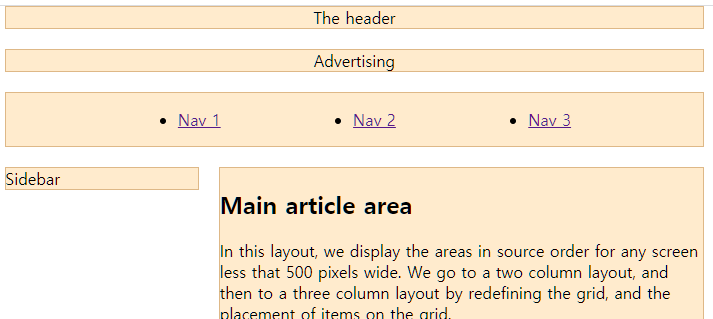 The header
Advertising
Nav 1
Nav 2
Nav 3
Sidebar
Main article area
In this layout, we display the areas in source order for any screen
less that 500 pixels wide. We go to a two column layout, and
then to a three column layout by redefining the grid, and the
placement of items on the grid.